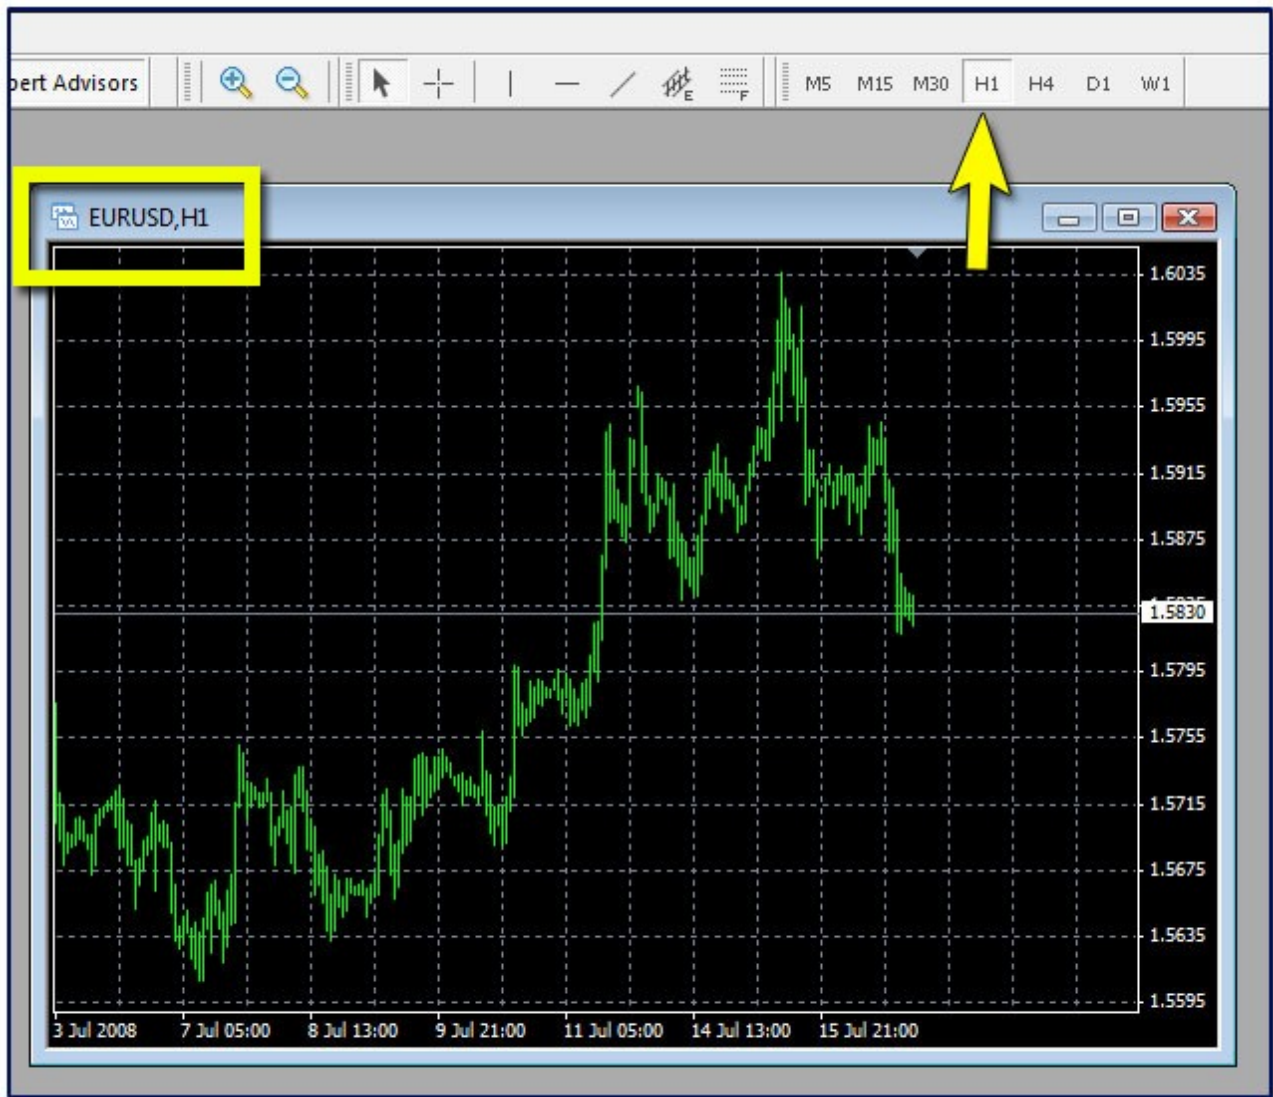 pert Advisors
E
F
M5 M15 M30 H1 H4 D1 W1
EURUSD,H1
1.6035
1.5995
1.5955
1.5915
1.5875
1.5830
1.5795
1.5755
1.5715
1.5675
1.5635
1.5595
3 Jul 2008 7 Jul 05:00 8 Jul 13:00 9 Jul 21:00 11 Jul 05:00 14 Jul 13:00 15 Jul 21:00